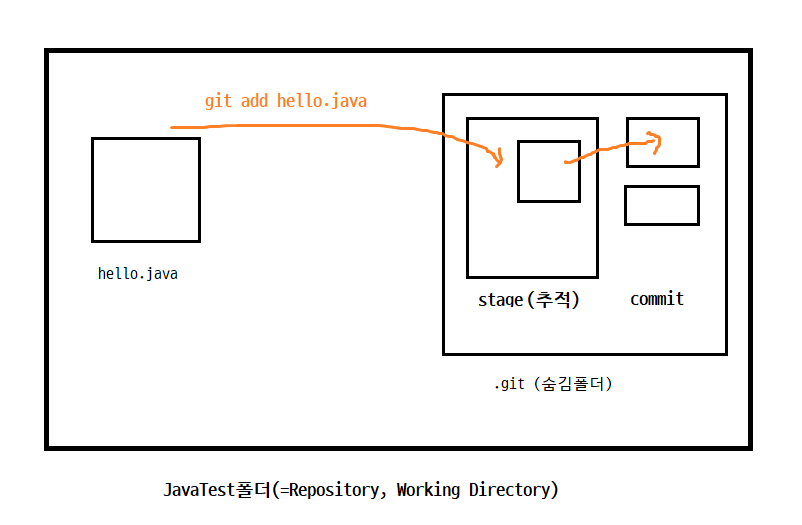 git add hello.java
hello.java
stage(추적)
commit
.git (숨김폴더)
JavaTest폴더(=Repository, Working Directory)